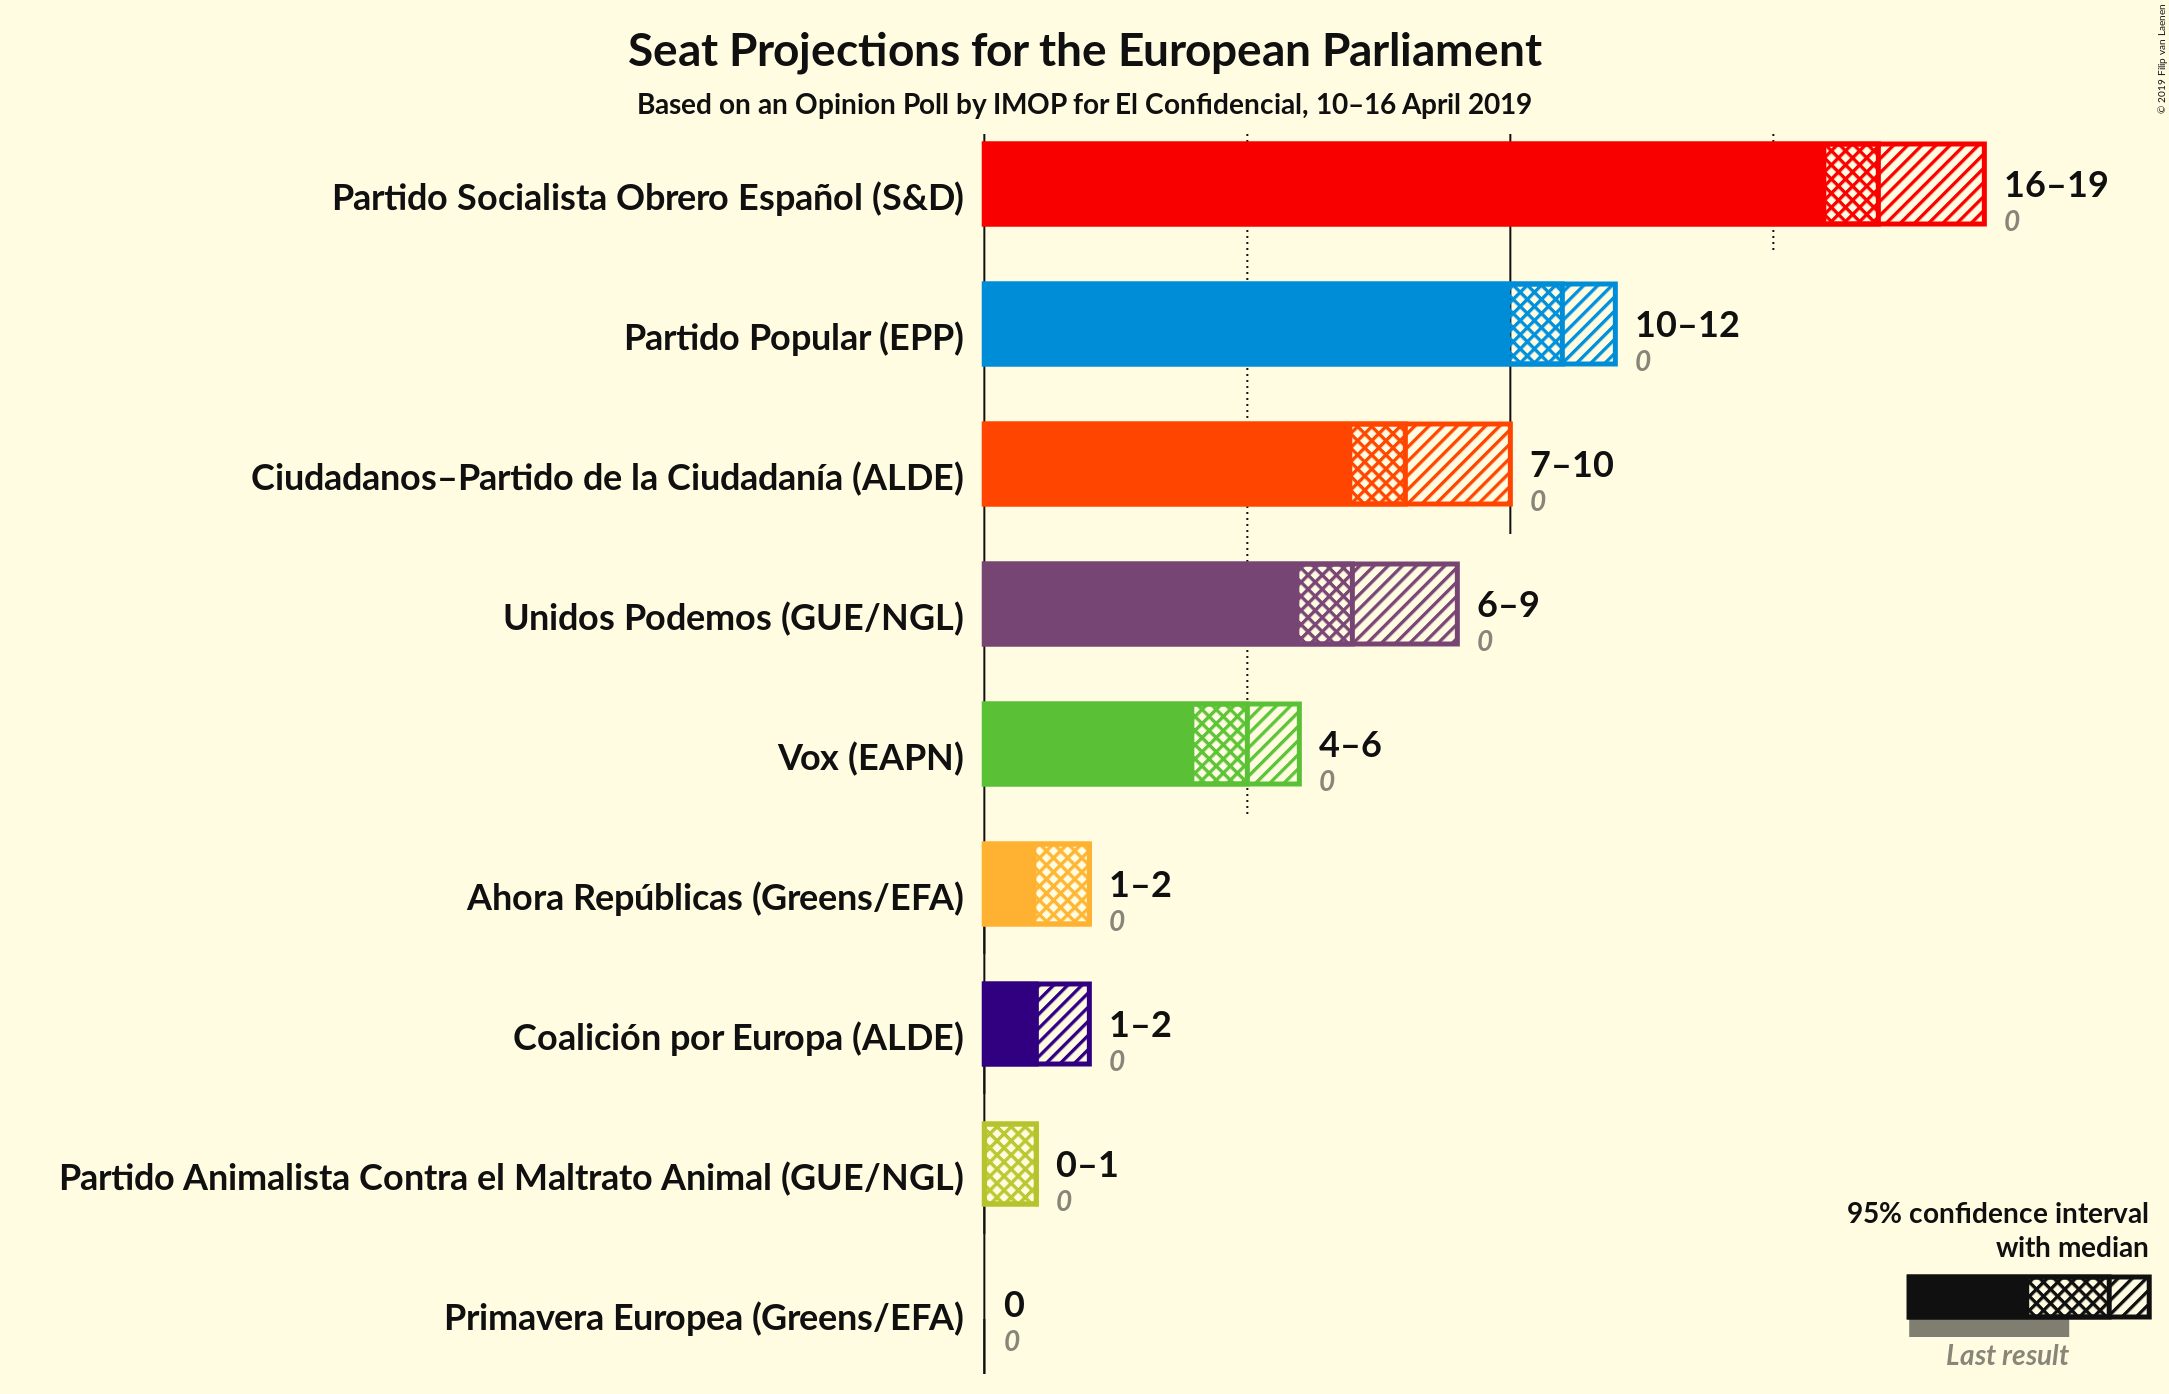 © 2019 Filip van Laenen
Seat Projections for the European Parliament
Based on an Opinion Poll by IMOP for El Confidencial, 10–16 April 2019
Partido Socialista Obrero Español (S&D)
16–19
0
Partido Popular (EPP)
10–12
0
Ciudadanos–Partido de la Ciudadanía (ALDE)
7–10
0
Unidos Podemos (GUE/NGL)
6–9
0
Vox (EAPN)
4–6
0
Ahora Repúblicas (Greens/EFA)
1–2
0
Coalición por Europa (ALDE)
1–2
0
Partido Animalista Contra el Maltrato Animal (GUE/NGL)
0–1
0
Primavera Europea (Greens/EFA)
0
0
95% confidence interval
with median
Last result